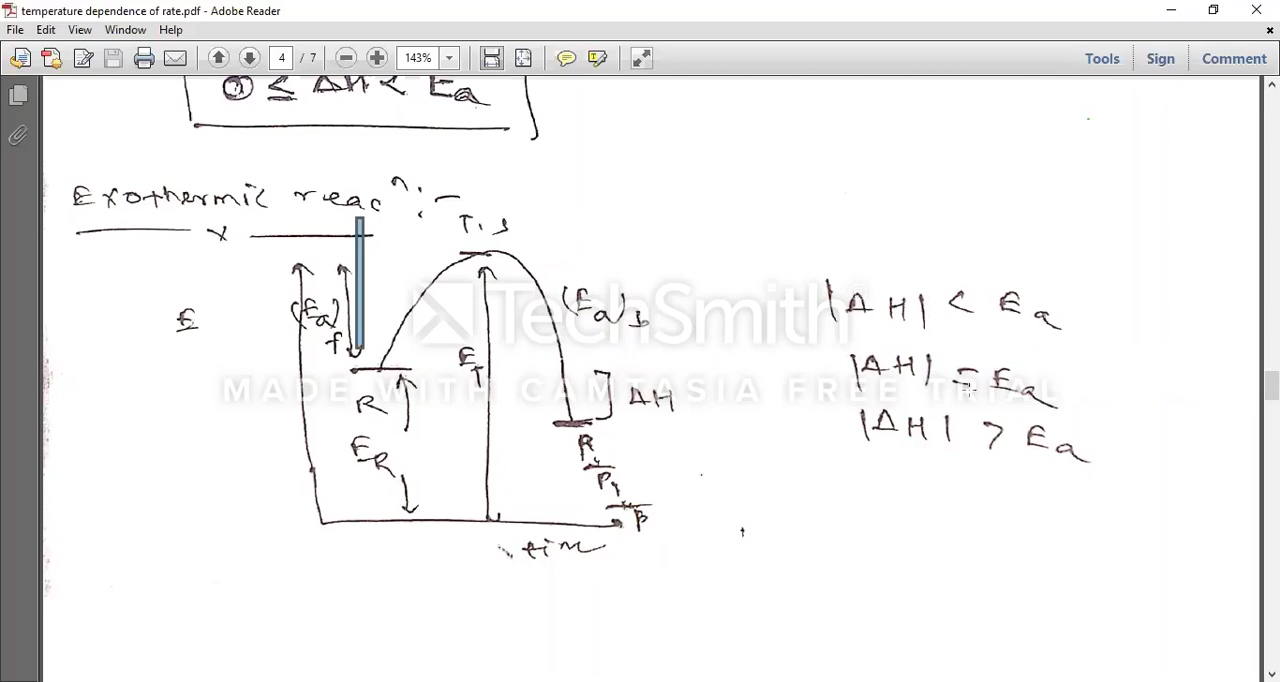 temperature dependence of rate.pdf - Adobe Reader
File Edit View Window Help
4 / 7 143% Tools Sign Comment
0 ≤ ΔH < Ea
Exothermic reacn:-
T.S
E
(Ea)f
(Ea)b
TechSmith
MADE WITH CAMTASIA FREE TRIAL
|ΔH| < Ea
ET
R
ΔH
|ΔH| = Ea
|ΔH| > Ea
ER
P1
P
time